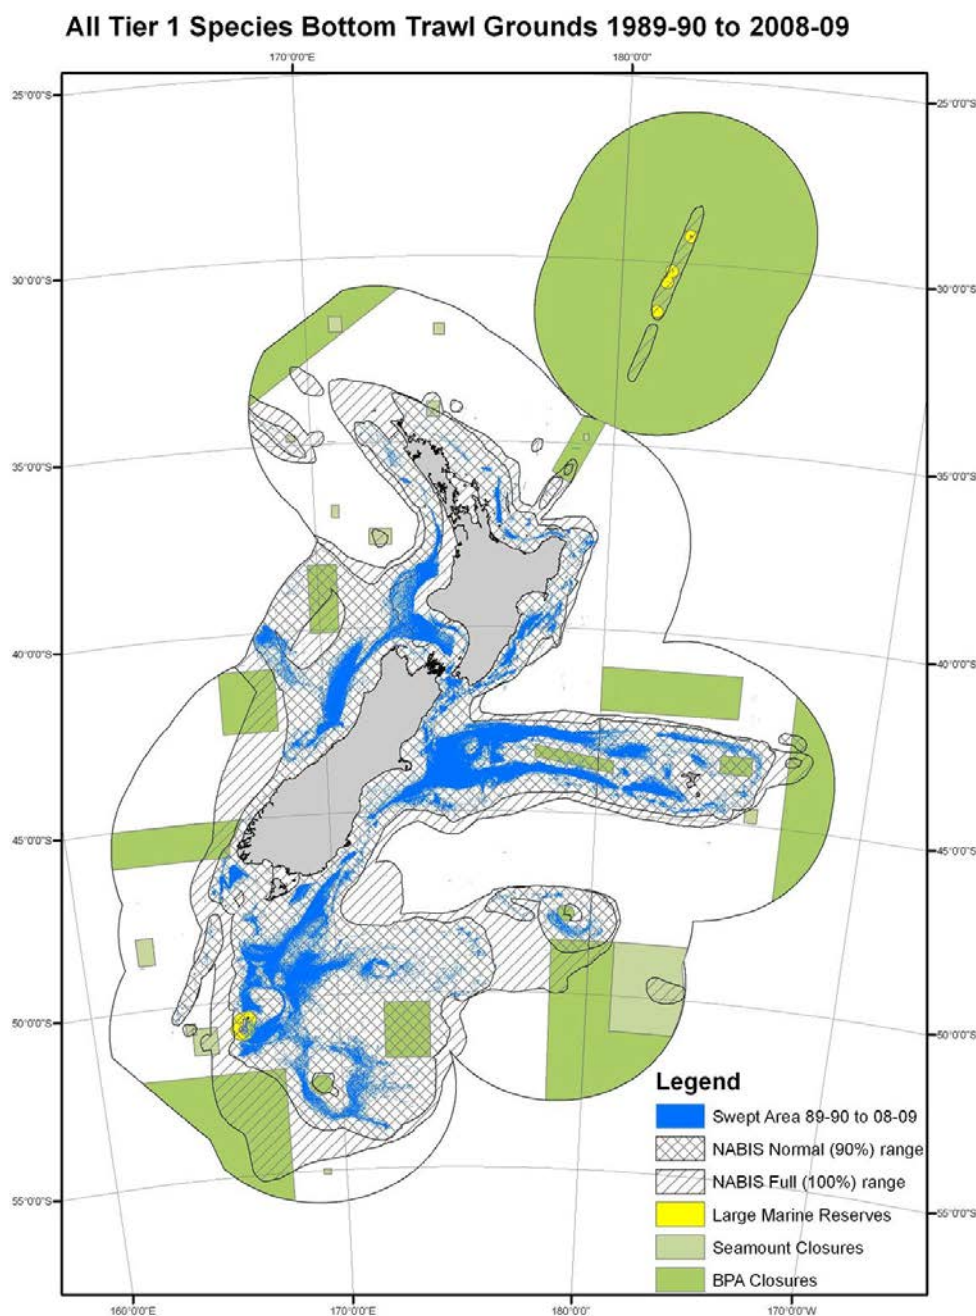 All Tier 1 Species Bottom Trawl Grounds 1989-90 to 2008-09
170°0'0"E 180°0'0"
25°0'0"S 25°0'0"S
30°0'0"S 30°0'0"S
35°0'0"S 35°0'0"S
40°0'0"S 40°0'0"S
45°0'0"S 45°0'0"S
50°0'0"S 50°0'0"S
55°0'0"S 55°0'0"S
Legend
Swept Area 89-90 to 08-09
NABIS Normal (90%) range
NABIS Full (100%) range
Large Marine Reserves
Seamount Closures
BPA Closures
160°0'0"E 170°0'0"E 180°0'0" 170°0'0"W